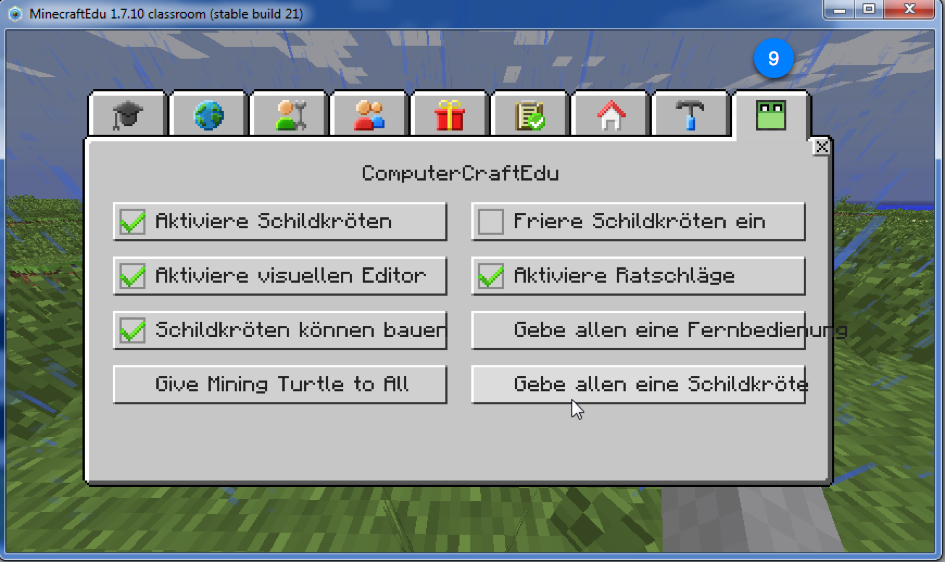 MinecraftEdu 1.7.10 classroom (stable build 21)
9
ComputerCraftEdu
Aktiviere Schildkröten
Friere Schildkröten ein
Aktiviere visuellen Editor
Aktiviere Ratschläge
Schildkröten können bauen
Gebe allen eine Fernbedienung
Give Mining Turtle to All
Gebe allen eine Schildkröte